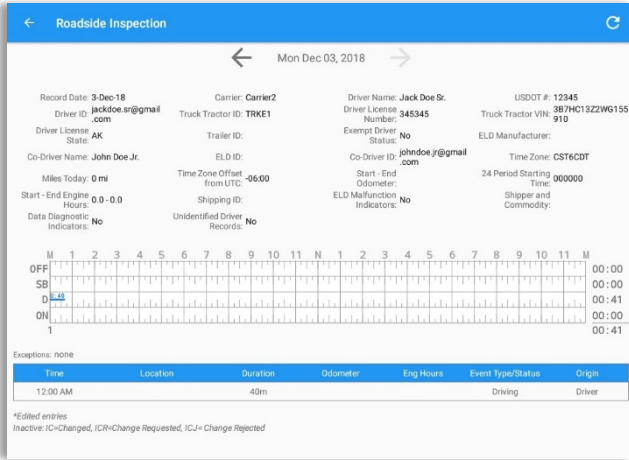 Roadside Inspection
Mon Dec 03, 2018
Record Date: 3-Dec-18 Carrier: Carrier2 Driver Name: Jack Doe Sr. USDOT #: 12345
Driver ID: jackdoe.sr@gmail.com Truck Tractor ID: TRKE1 Driver License Number: 345345 Truck Tractor VIN: 3B7HC13Z2WG155910
Driver License State: AK Trailer ID: Exempt Driver Status: No ELD Manufacturer:
Co-Driver Name: John Doe Jr. ELD ID: Co-Driver ID: johndoe.jr@gmail.com Time Zone: CST6CDT
Miles Today: 0 mi Time Zone Offset from UTC: -06:00 Start - End Odometer: 24 Period Starting Time: 000000
Start - End Engine Hours: 0.0 - 0.0 Shipping ID: ELD Malfunction Indicators: No Shipper and Commodity:
Data Diagnostic Indicators: No Unidentified Driver Records: No
M 1 2 3 4 5 6 7 8 9 10 11 N 1 2 3 4 5 6 7 8 9 10 11 M
OFF 00:00
SB 00:00
D 0:40 00:41
ON 00:00
1 00:41
Exceptions: none
Time Location Duration Odometer Eng Hours Event Type/Status Origin
12:00 AM 40m Driving Driver
*Edited entries
Inactive: IC=Changed, ICR=Change Requested, ICJ= Change Rejected